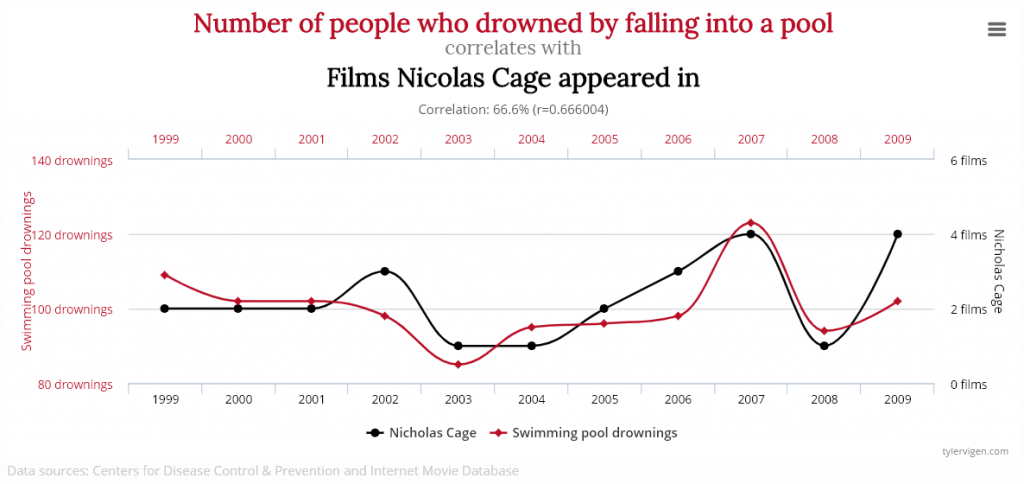 Number of people who drowned by falling into a pool
correlates with
Films Nicolas Cage appeared in
Correlation: 66.6% (r=0.666004)
1999 2000 2001 2002 2003 2004 2005 2006 2007 2008 2009
140 drownings 6 films
120 drownings 4 films
100 drownings 2 films
80 drownings 0 films
Swimming pool drownings
Nicholas Cage
1999 2000 2001 2002 2003 2004 2005 2006 2007 2008 2009
Nicholas Cage Swimming pool drownings
tylervigen.com
Data sources: Centers for Disease Control & Prevention and Internet Movie Database